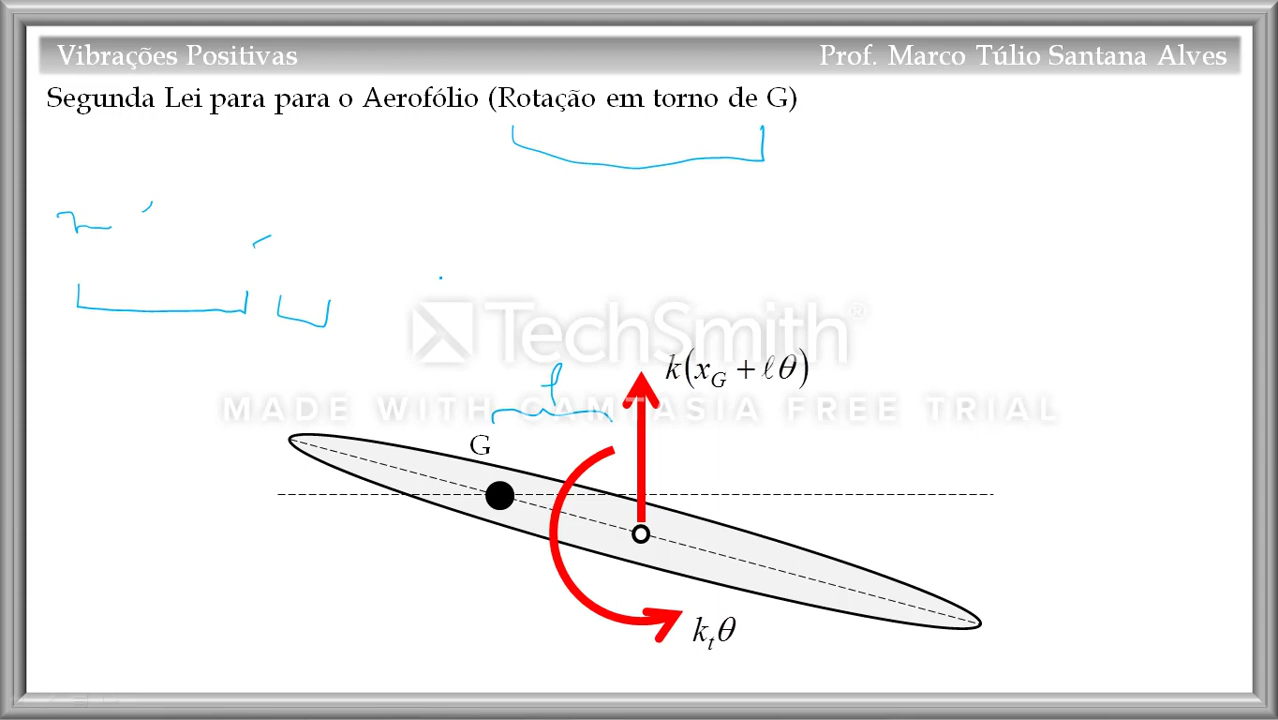 Vibrações Positivas
Prof. Marco Túlio Santana Alves
Segunda Lei para para o Aerofólio (Rotação em torno de G)
TechSmith®
k(x_G + ℓθ)
ℓ
MADE WITH CAMTASIA FREE TRIAL
G
k_tθ